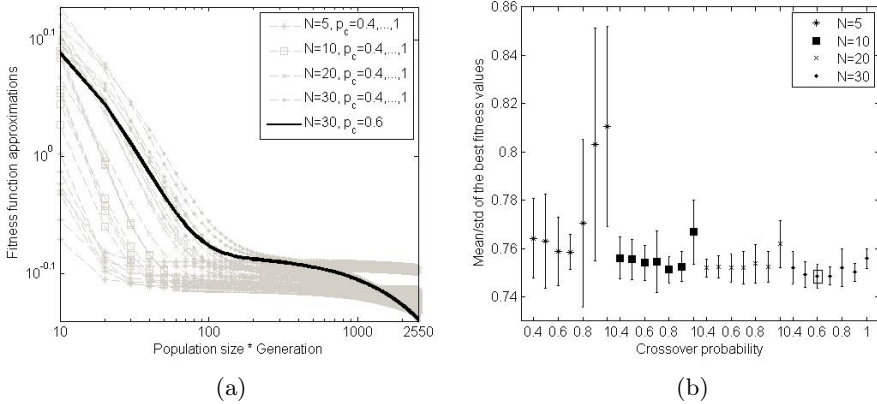 10^0.1
10^0
10^-0.1
Fitness function approximations
10 100 1000 2550
Population size * Generation
N=5, p_c=0.4,...,1
N=10, p_c=0.4,...,1
N=20, p_c=0.4,...,1
N=30, p_c=0.4,...,1
N=30, p_c=0.6
(a)
0.86
0.84
0.82
0.8
0.78
0.76
0.74
Mean/std of the best fitness values
0.4 0.6 0.8 10.4 0.6 0.8 10.4 0.6 0.8 10.4 0.6 0.8 1
Crossover probability
N=5
N=10
N=20
N=30
(b)